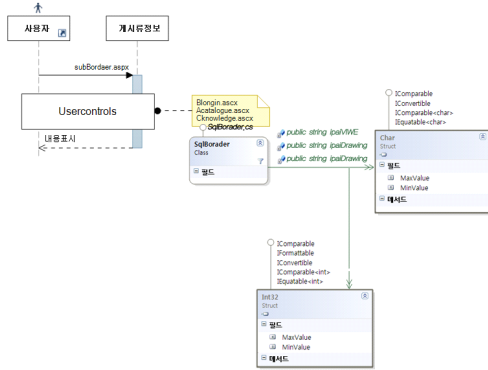 사용자
게시류정보
subBordaer.aspx
Usercontrols
내용표시
Blongin.ascx
Acatalogue.ascx
Cknowledge.ascx
SqlBorader,cs
SqlBorader
Class
필드
public string ipalVIWE
public string ipalDrawing
public string ipalDrawing
IComparable
IConvertible
IComparable<char>
IEquatable<char>
Char
Struct
필드
MaxValue
MinValue
메서드
IComparable
IFormattable
IConvertible
IComparable<int>
IEquatable<int>
Int32
Struct
필드
MaxValue
MinValue
메서드